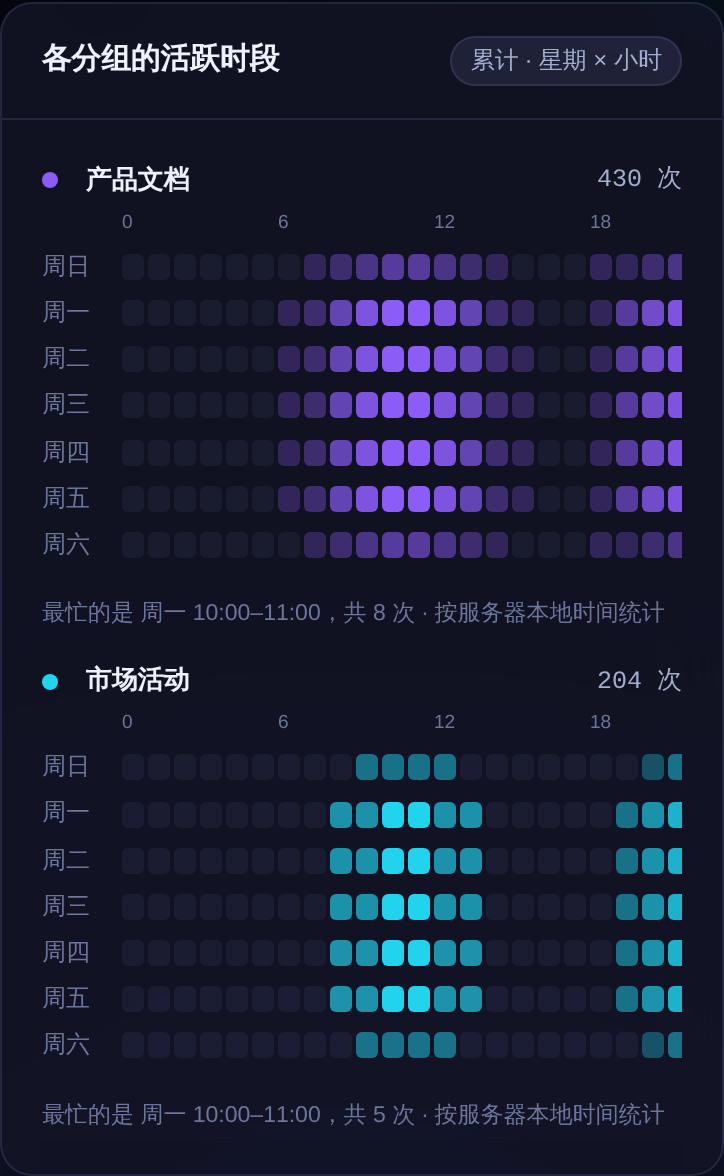 各分组的活跃时段
累计 · 星期 × 小时
产品文档 430 次
0 6 12 18
周日
周一
周二
周三
周四
周五
周六
最忙的是 周一 10:00–11:00，共 8 次 · 按服务器本地时间统计
市场活动 204 次
0 6 12 18
周日
周一
周二
周三
周四
周五
周六
最忙的是 周一 10:00–11:00，共 5 次 · 按服务器本地时间统计